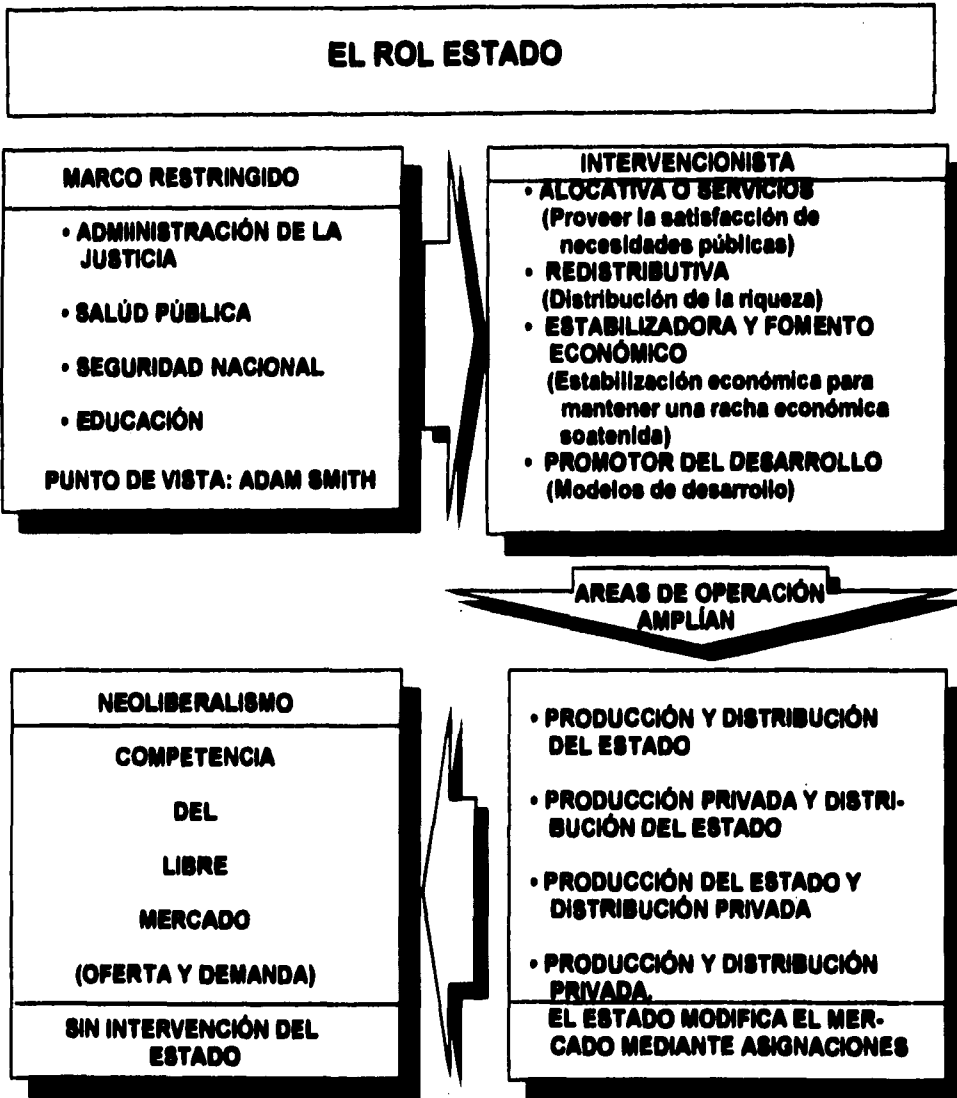 EL ROL ESTADO
MARCO RESTRINGIDO
• ADMIINISTRACIÓN DE LA
JUSTICIA
• SALÚD PÚBLICA
• SEGURIDAD NACIONAL
• EDUCACIÓN
PUNTO DE VISTA: ADAM SMITH
INTERVENCIONISTA
• ALOCATIVA O SERVICIOS
(Proveer la satisfacción de
necesidades públicas)
• REDISTRIBUTIVA
(Distribución de la riqueza)
• ESTABILIZADORA Y FOMENTO
ECONÓMICO
(Estabilización económica para
mantener una racha económica
soatenida)
• PROMOTOR DEL DESARROLLO
(Modelos de desarrollo)
AREAS DE OPERACIÓN
AMPLÍAN
NEOLIBERALISMO
COMPETENCIA
DEL
LIBRE
MERCADO
(OFERTA Y DEMANDA)
SIN INTERVENCIÓN DEL
ESTADO
• PRODUCCIÓN Y DISTRIBUCIÓN
DEL ESTADO
• PRODUCCIÓN PRIVADA Y DISTRI-
BUCIÓN DEL ESTADO
• PRODUCCIÓN DEL ESTADO Y
DISTRIBUCIÓN PRIVADA
• PRODUCCIÓN Y DISTRIBUCIÓN
PRIVADA.
EL ESTADO MODIFICA EL MER-
CADO MEDIANTE ASIGNACIONES